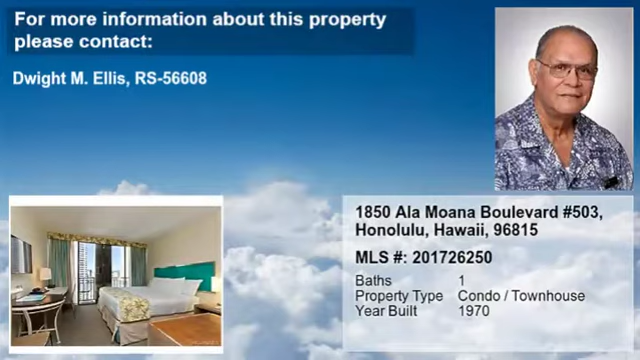 For more information about this property
please contact:
Dwight M. Ellis, RS-56608
1850 Ala Moana Boulevard #503,
Honolulu, Hawaii, 96815
MLS #: 201726250
Baths 1
Property Type Condo / Townhouse
Year Built 1970